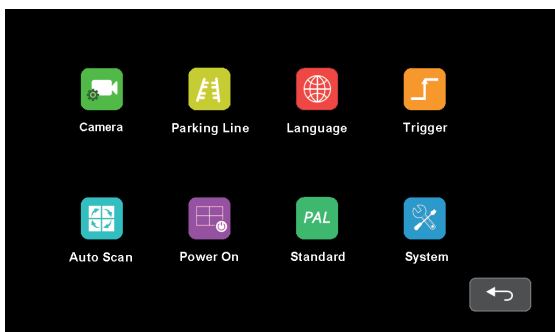 Camera
Parking Line
Language
Trigger
PAL
Auto Scan
Power On
Standard
System